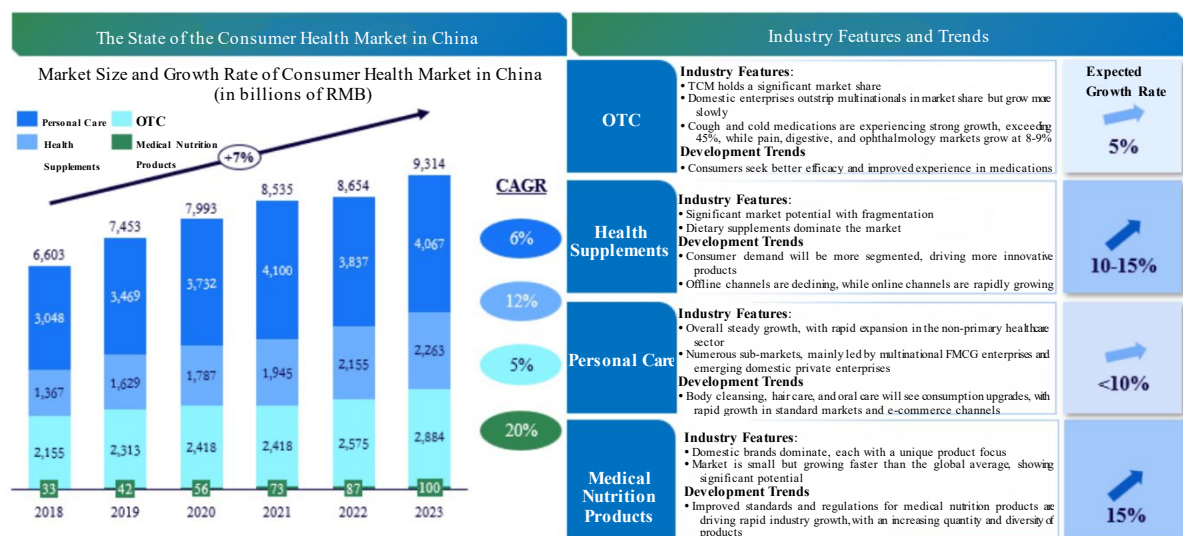 The State of the Consumer Health Market in China
Market Size and Growth Rate of Consumer Health Market in China
(in billions of RMB)
Personal Care
OTC
Health
Supplements
Medical Nutrition
Products
+7%
6,603
7,453
7,993
8,535
8,654
9,314
3,048
3,469
3,732
4,100
3,837
4,067
1,367
1,629
1,787
1,945
2,155
2,263
2,155
2,313
2,418
2,418
2,575
2,884
33
42
56
73
87
100
2018
2019
2020
2021
2022
2023
CAGR
6%
12%
5%
20%
Industry Features and Trends
OTC
Industry Features:
• TCM holds a significant market share
• Domestic enterprises outstrip multinationals in market share but grow more
slowly
• Cough and cold medications are experiencing strong growth, exceeding
45%, while pain, digestive, and ophthalmology markets grow at 8-9%
Development Trends
• Consumers seek better efficacy and improved experience in medications
Expected
Growth Rate
5%
Health
Supplements
Industry Features:
• Significant market potential with fragmentation
• Dietary supplements dominate the market
Development Trends
• Consumer demand will be more segmented, driving more innovative
products
• Offline channels are declining, while online channels are rapidly growing
10-15%
Personal Care
Industry Features:
• Overall steady growth, with rapid expansion in the non-primary healthcare
sector
• Numerous sub-markets, mainly led by multinational FMCG enterprises and
emerging domestic private enterprises
Development Trends
• Body cleansing, hair care, and oral care will see consumption upgrades, with
rapid growth in standard markets and e-commerce channels
<10%
Medical
Nutrition
Products
Industry Features:
• Domestic brands dominate, each with a unique product focus
• Market is small but growing faster than the global average, showing
significant potential
Development Trends
• Improved standards and regulations for medical nutrition products are
driving rapid industry growth, with an increasing quantity and diversity of
products
15%